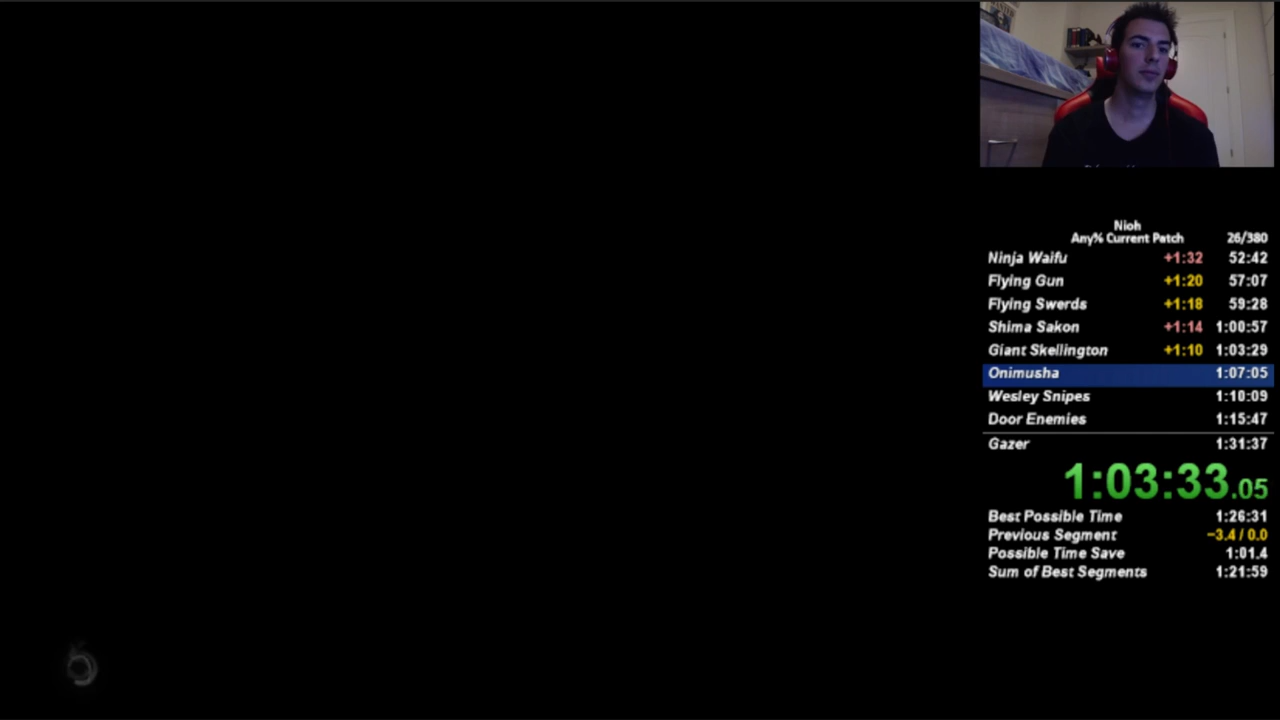 Nioh
Any% Current Patch 26/380
Ninja Waifu +1:32 52:42
Flying Gun +1:20 57:07
Flying Swerds +1:18 59:28
Shima Sakon +1:14 1:00:57
Giant Skellington +1:10 1:03:29
Onimusha 1:07:05
Wesley Snipes 1:10:09
Door Enemies 1:15:47
Gazer 1:31:37
1:03:33.05
Best Possible Time 1:26:31
Previous Segment −3.4 / 0.0
Possible Time Save 1:01.4
Sum of Best Segments 1:21:59